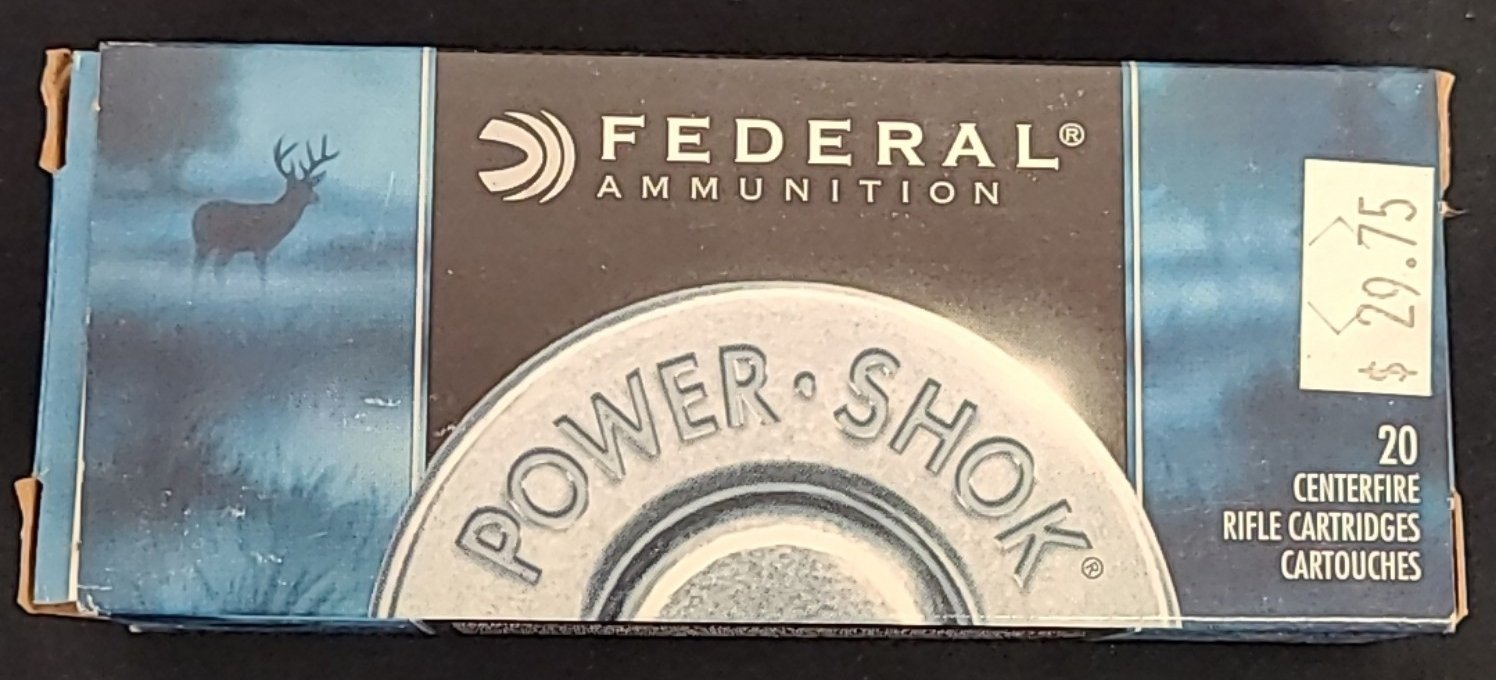 FEDERAL®
AMMUNITION
POWER·SHOK®
$ 29.75
20
CENTERFIRE
RIFLE CARTRIDGES
CARTOUCHES